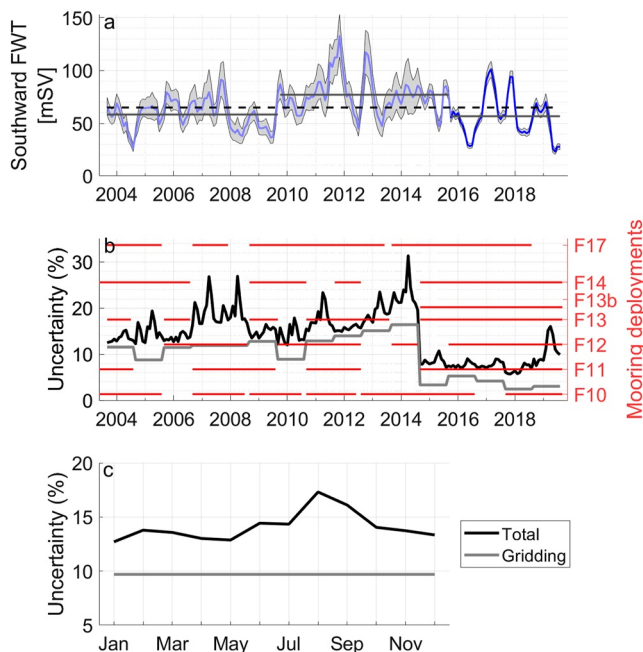 a
Southward FWT
[mSV]
150
100
50
0
2004 2006 2008 2010 2012 2014 2016 2018
b
Uncertainty (%)
30
20
10
0
F17
F14
F13b
F13
F12
F11
F10
Mooring deployments
2004 2006 2008 2010 2012 2014 2016 2018
c
Uncertainty (%)
20
15
10
5
Jan Mar May Jul Sep Nov
Total
Gridding